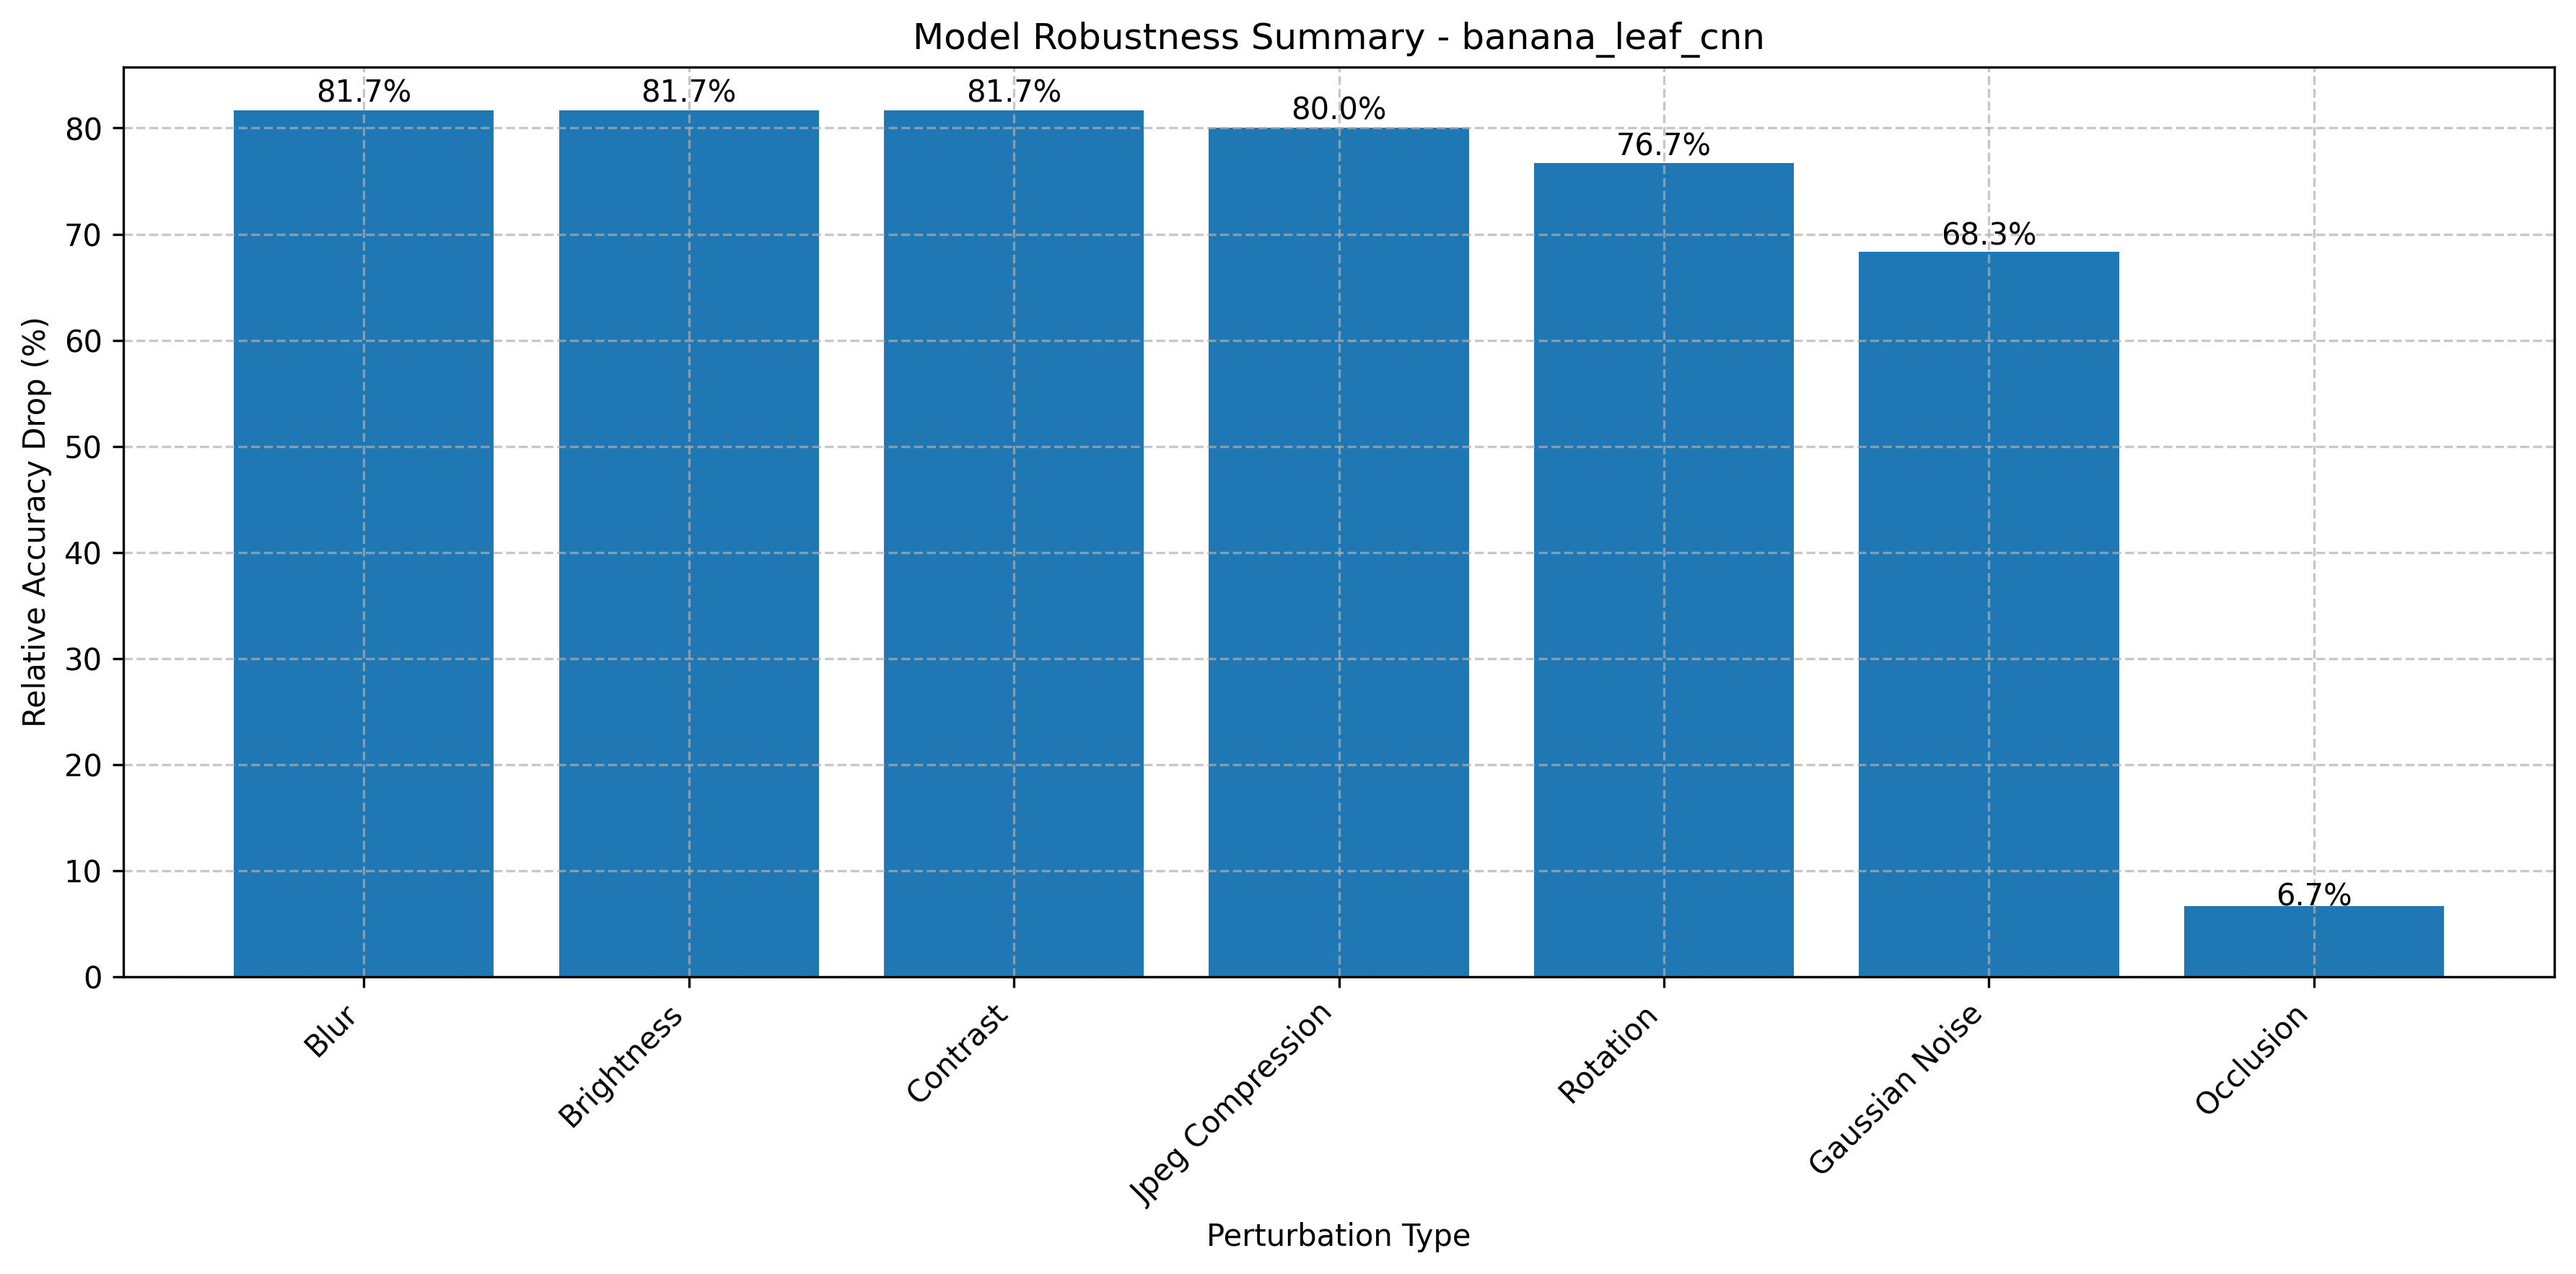 Model Robustness Summary - banana_leaf_cnn
Relative Accuracy Drop (%)
80
70
60
50
40
30
20
10
0
81.7%
81.7%
81.7%
80.0%
76.7%
68.3%
6.7%
Blur
Brightness
Contrast
Jpeg Compression
Rotation
Gaussian Noise
Occlusion
Perturbation Type